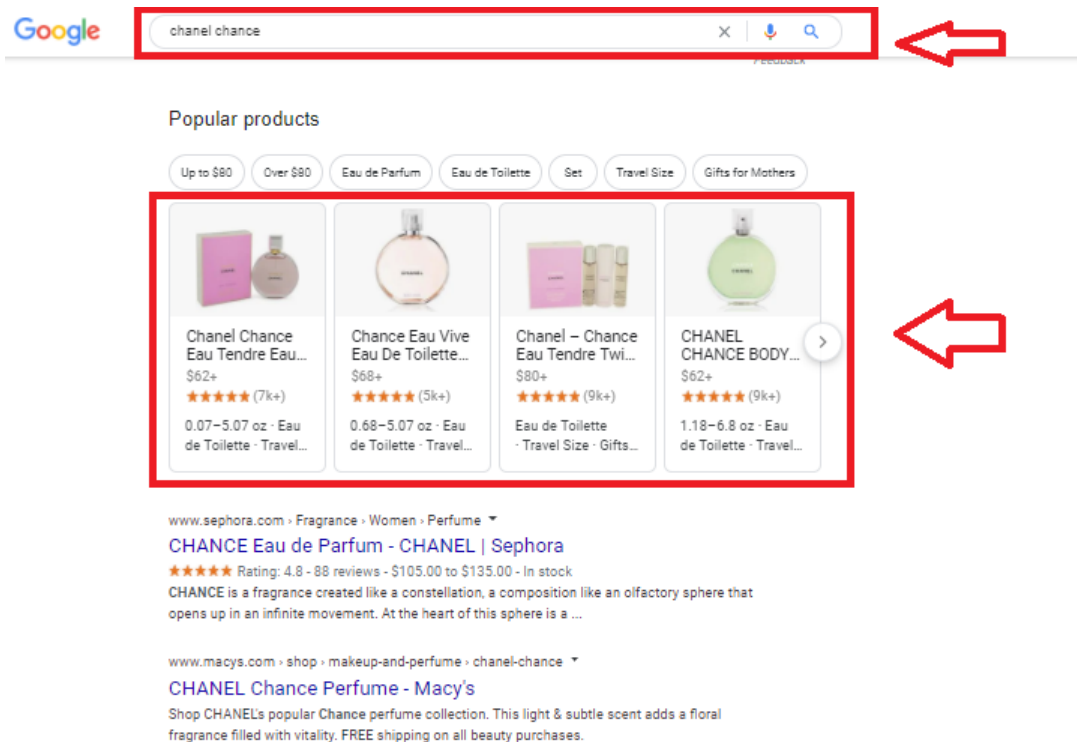 Google
chanel chance
Feedback
Popular products
Up to $80
Over $80
Eau de Parfum
Eau de Toilette
Set
Travel Size
Gifts for Mothers
Chanel Chance
Eau Tendre Eau...
$62+
(7k+)
0.07–5.07 oz · Eau
de Toilette · Travel...
Chance Eau Vive
Eau De Toilette...
$68+
(5k+)
0.68–5.07 oz · Eau
de Toilette · Travel...
Chanel – Chance
Eau Tendre Twi...
$80+
(9k+)
Eau de Toilette
· Travel Size · Gifts...
CHANEL
CHANCE BODY...
$62+
(9k+)
1.18–6.8 oz · Eau
de Toilette · Travel...
www.sephora.com › Fragrance › Women › Perfume
CHANCE Eau de Parfum - CHANEL | Sephora
Rating: 4.8 - 88 reviews - $105.00 to $135.00 - In stock
CHANCE is a fragrance created like a constellation, a composition like an olfactory sphere that
opens up in an infinite movement. At the heart of this sphere is a ...
www.macys.com › shop › makeup-and-perfume › chanel-chance
CHANEL Chance Perfume - Macy's
Shop CHANEL's popular Chance perfume collection. This light & subtle scent adds a floral
fragrance filled with vitality. FREE shipping on all beauty purchases.